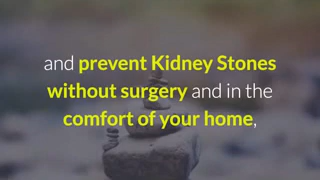 and prevent Kidney Stones
without surgery and in the
comfort of your home,